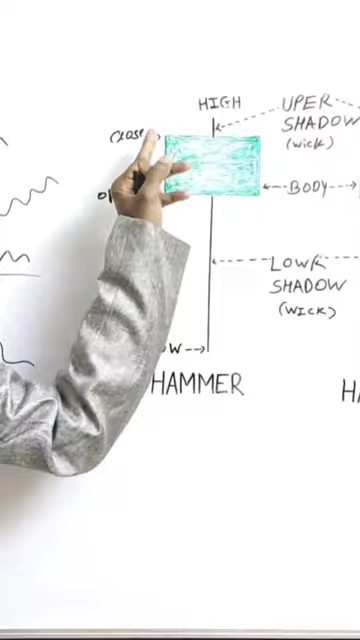 HIGH
UPER
SHADOW
(WICK)
CLOSE
BODY
LOWR
SHADOW
(WICK)
W
HAMMER